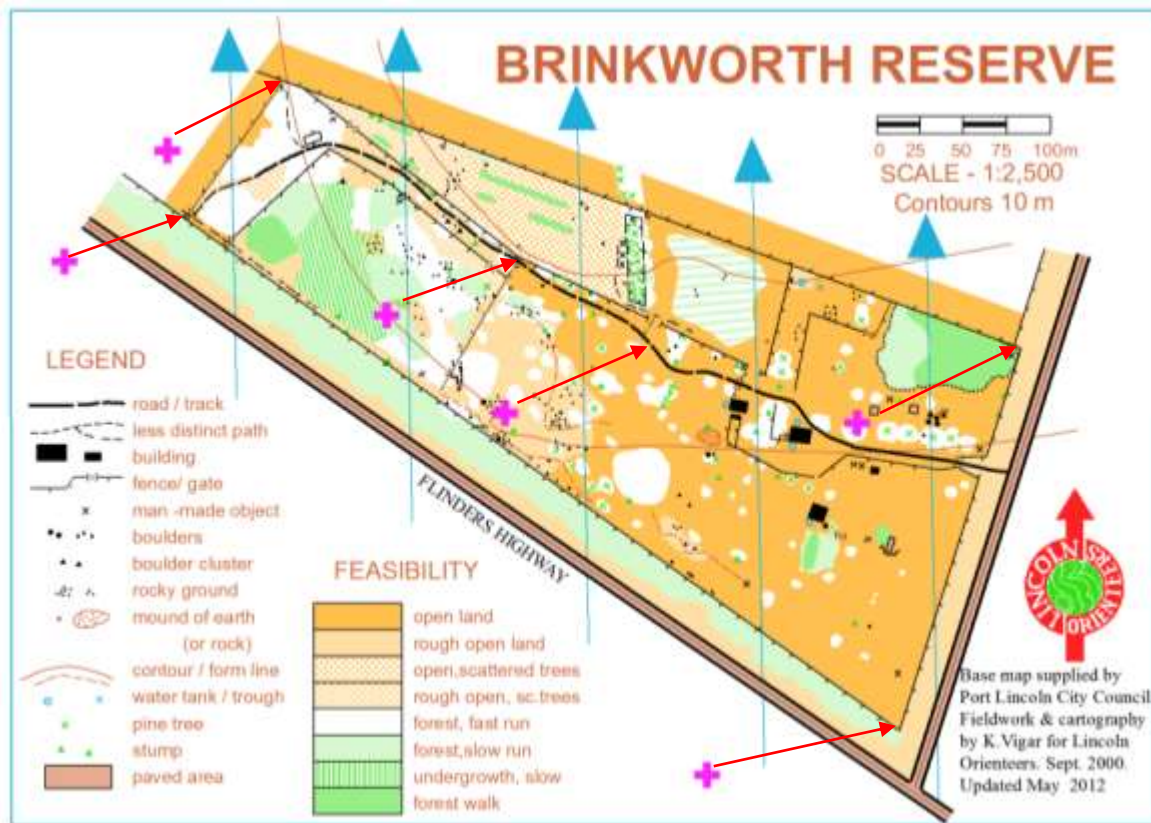 BRINKWORTH RESERVE
0 25 50 75 100m
SCALE - 1:2,500
Contours 10 m
LEGEND
road / track
less distinct path
building
fence/ gate
man -made object
boulders
boulder cluster
rocky ground
mound of earth
(or rock)
contour / form line
water tank / trough
pine tree
stump
paved area
FLINDERS HIGHWAY
FEASIBILITY
open land
rough open land
open,scattered trees
rough open, sc.trees
forest, fast run
forest,slow run
undergrowth, slow
forest walk
LINCOLN
ORIENTEERS
Base map supplied by
Port Lincoln City Council
Fieldwork & cartography
by K.Vigar for Lincoln
Orienteers. Sept. 2000.
Updated May 2012